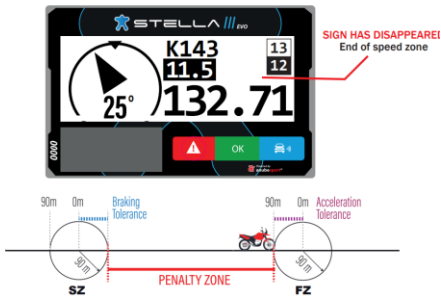 STELLA /// EVO
SIGN HAS DISAPPEARED
End of speed zone
K143
13
11.5
12
25°
132.71
0000
OK
90m 0m Braking
Tolerance
90m 0m Acceleration
Tolerance
90 m
90 m
PENALTY ZONE
SZ
FZ